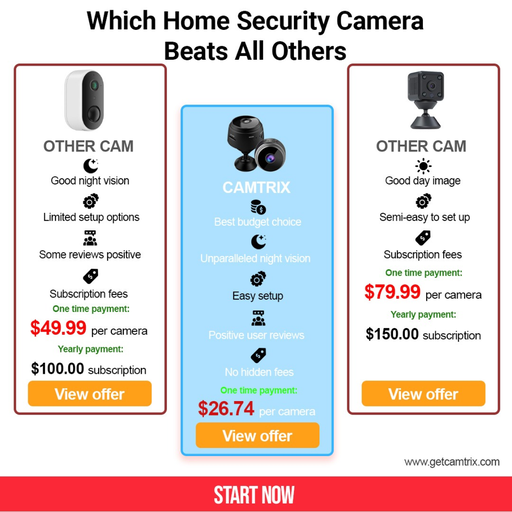 Which Home Security Camera
Beats All Others
OTHER CAM
Good night vision
Limited setup options
Some reviews positive
Subscription fees
One time payment:
$49.99 per camera
Yearly payment:
$100.00 subscription
View offer
CAMTRIX
Best budget choice
Unparalleled night vision
Easy setup
Positive user reviews
No hidden fees
One time payment:
$26.74 per camera
View offer
OTHER CAM
Good day image
Semi-easy to set up
Subscription fees
One time payment:
$79.99 per camera
Yearly payment:
$150.00 subscription
View offer
www.getcamtrix.com
START NOW